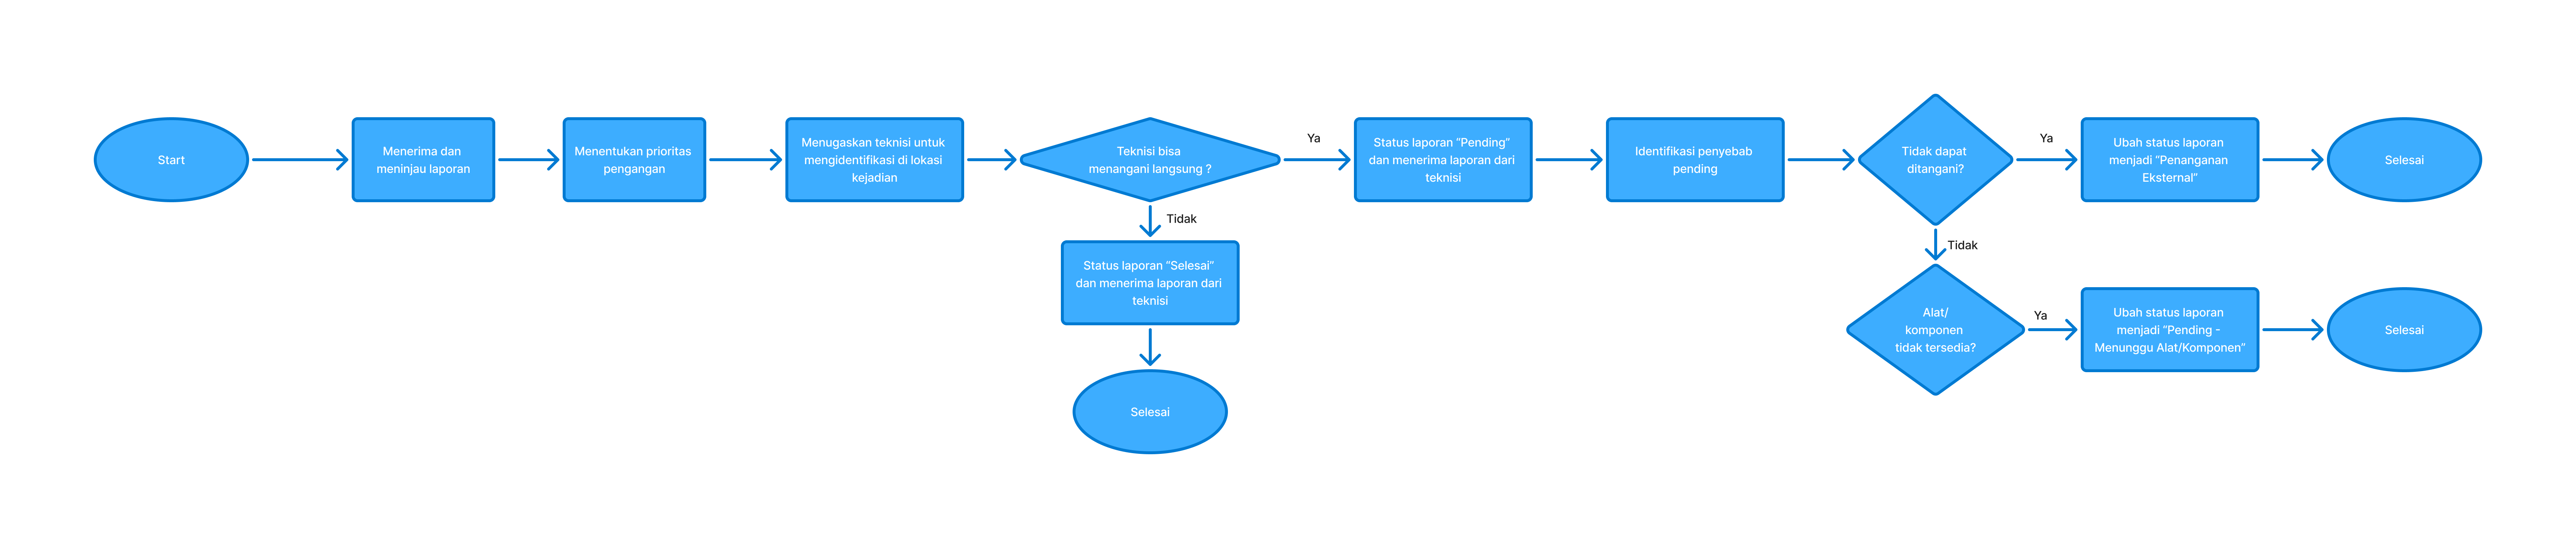 Start
Menerima dan
meninjau laporan
Menentukan prioritas
pengangan
Menugaskan teknisi untuk
mengidentifikasi di lokasi
kejadian
Teknisi bisa
menangani langsung ?
Ya
Status laporan “Pending”
dan menerima laporan dari
teknisi
Identifikasi penyebab
pending
Tidak dapat
ditangani?
Ya
Ubah status laporan
menjadi “Penanganan
Eksternal”
Selesai
Tidak
Status laporan “Selesai”
dan menerima laporan dari
teknisi
Selesai
Tidak
Alat/
komponen
tidak tersedia?
Ya
Ubah status laporan
menjadi “Pending -
Menunggu Alat/Komponen”
Selesai